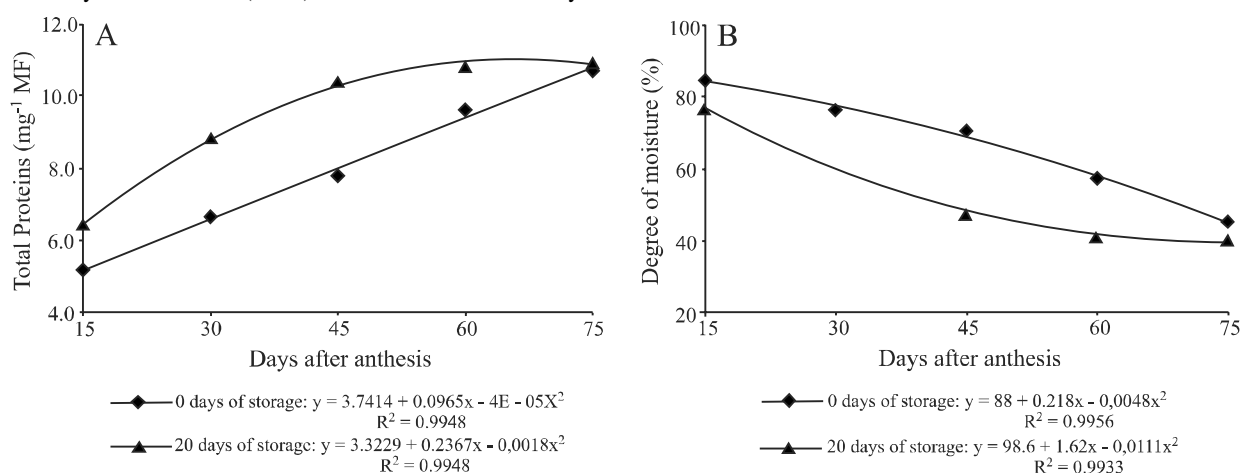 A
B
Total Proteins (mg⁻¹ MF)
12.0
10.0
8.0
6.0
4.0
15 30 45 60 75
Days after anthesis
0 days of storage: y = 3.7414 + 0.0965x - 4E - 05X²
R² = 0.9948
20 days of storage: y = 3.3229 + 0.2367x - 0,0018x²
R² = 0.9948
Degree of moisture (%)
100
80
60
40
20
15 30 45 60 75
Days after anthesis
0 days of storage: y = 88 + 0.218x - 0,0048x²
R² = 0.9956
20 days of storage: y = 98.6 + 1.62x - 0,0111x²
R² = 0.9933